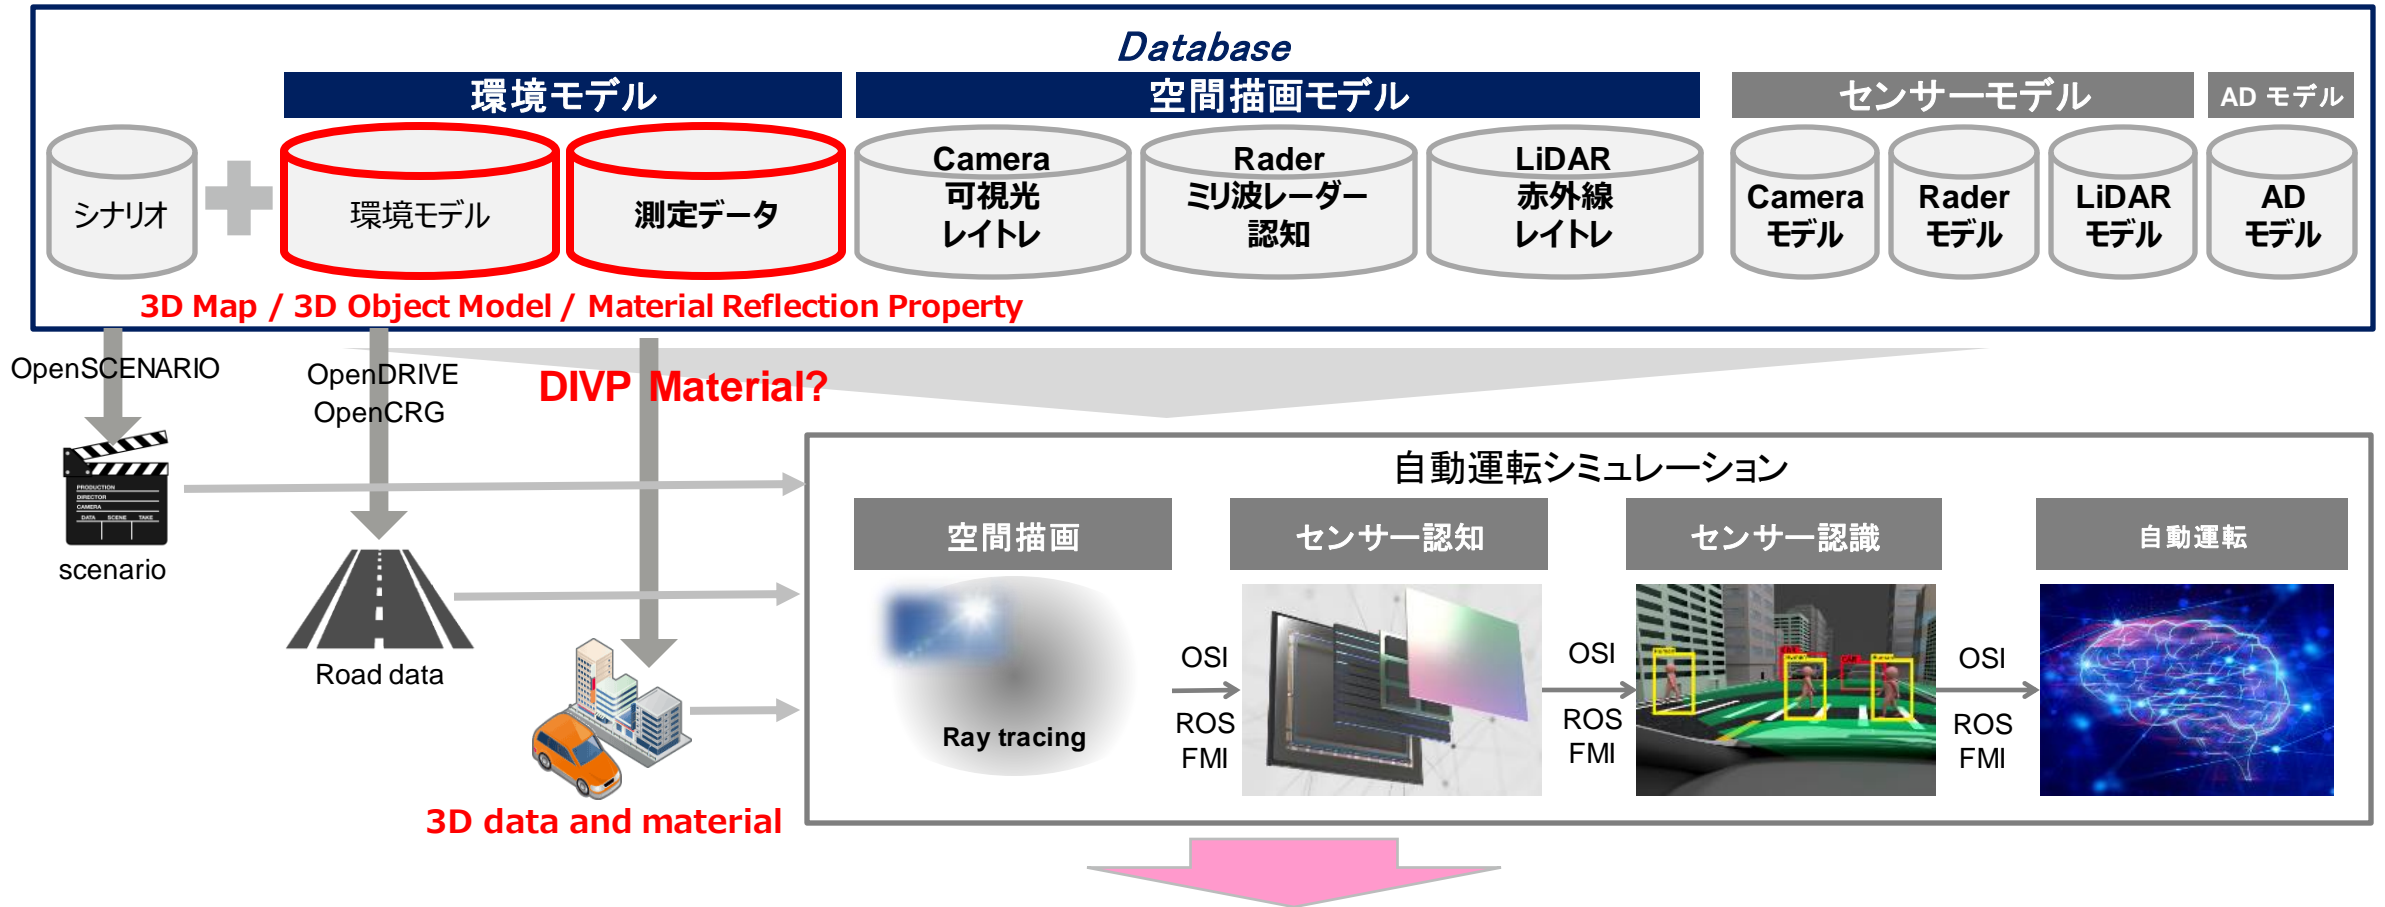 Database
環境モデル
空間描画モデル
センサーモデル
AD モデル
シナリオ
環境モデル
測定データ
Camera
可視光
レイトレ
Rader
ミリ波レーダー
認知
LiDAR
赤外線
レイトレ
Camera
モデル
Rader
モデル
LiDAR
モデル
AD
モデル
3D Map / 3D Object Model / Material Reflection Property
OpenSCENARIO
OpenDRIVE
OpenCRG
DIVP Material?
PRODUCTION
DIRECTOR
CAMERA
DATA SCENE TAKE
scenario
Road data
3D data and material
自動運転シミュレーション
空間描画
センサー認知
センサー認識
自動運転
Ray tracing
OSI
ROS
FMI
OSI
ROS
FMI
OSI
ROS
FMI